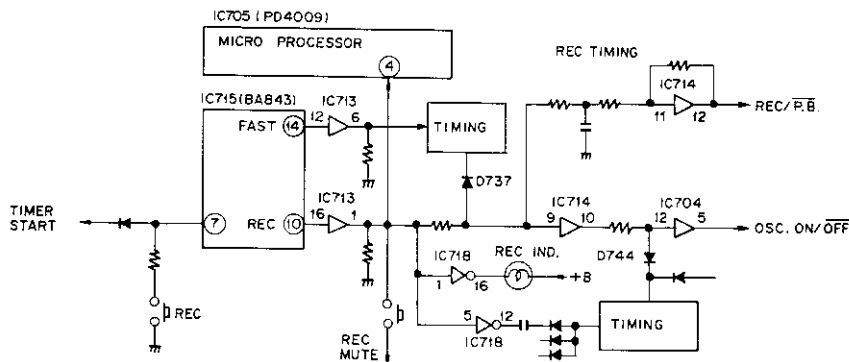 IC705 (PD4009)
MICRO PROCESSOR
4
REC TIMING
IC714
11 12
REC/P.B.
IC715(BA843)
IC713
FAST 14 12 6
TIMING
D737
TIMER
START
7
REC 10
IC713
16 1
IC714
9 10
IC704
12 5
OSC. ON/OFF
D744
IC718
1 16
REC IND.
+B
REC
REC
MUTE
5 12
IC718
TIMING